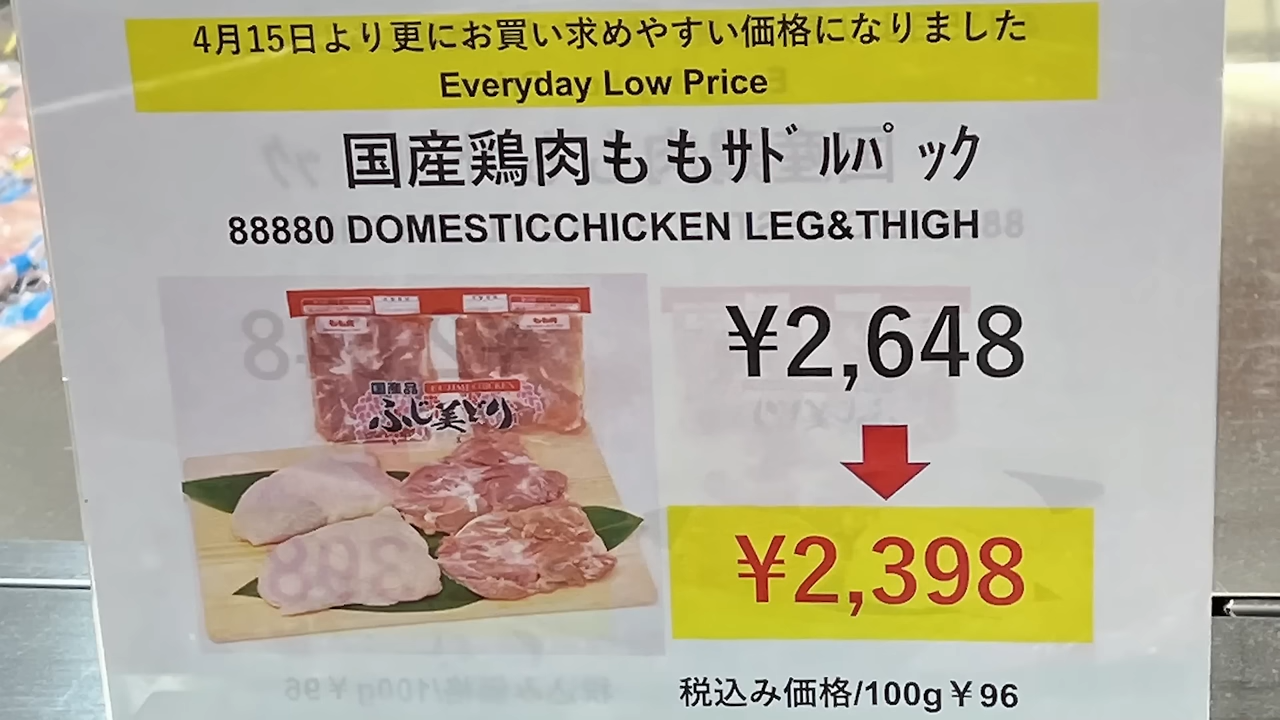 4月15日より更にお買い求めやすい価格になりました
Everyday Low Price
国産鶏肉ももｻﾄﾞﾙﾊﾟｯｸ
88880 DOMESTICCHICKEN LEG&THIGH
国産品 FUJIMI CHICKEN
ふじ美どり
¥2,648
¥2,398
税込み価格/100g¥96